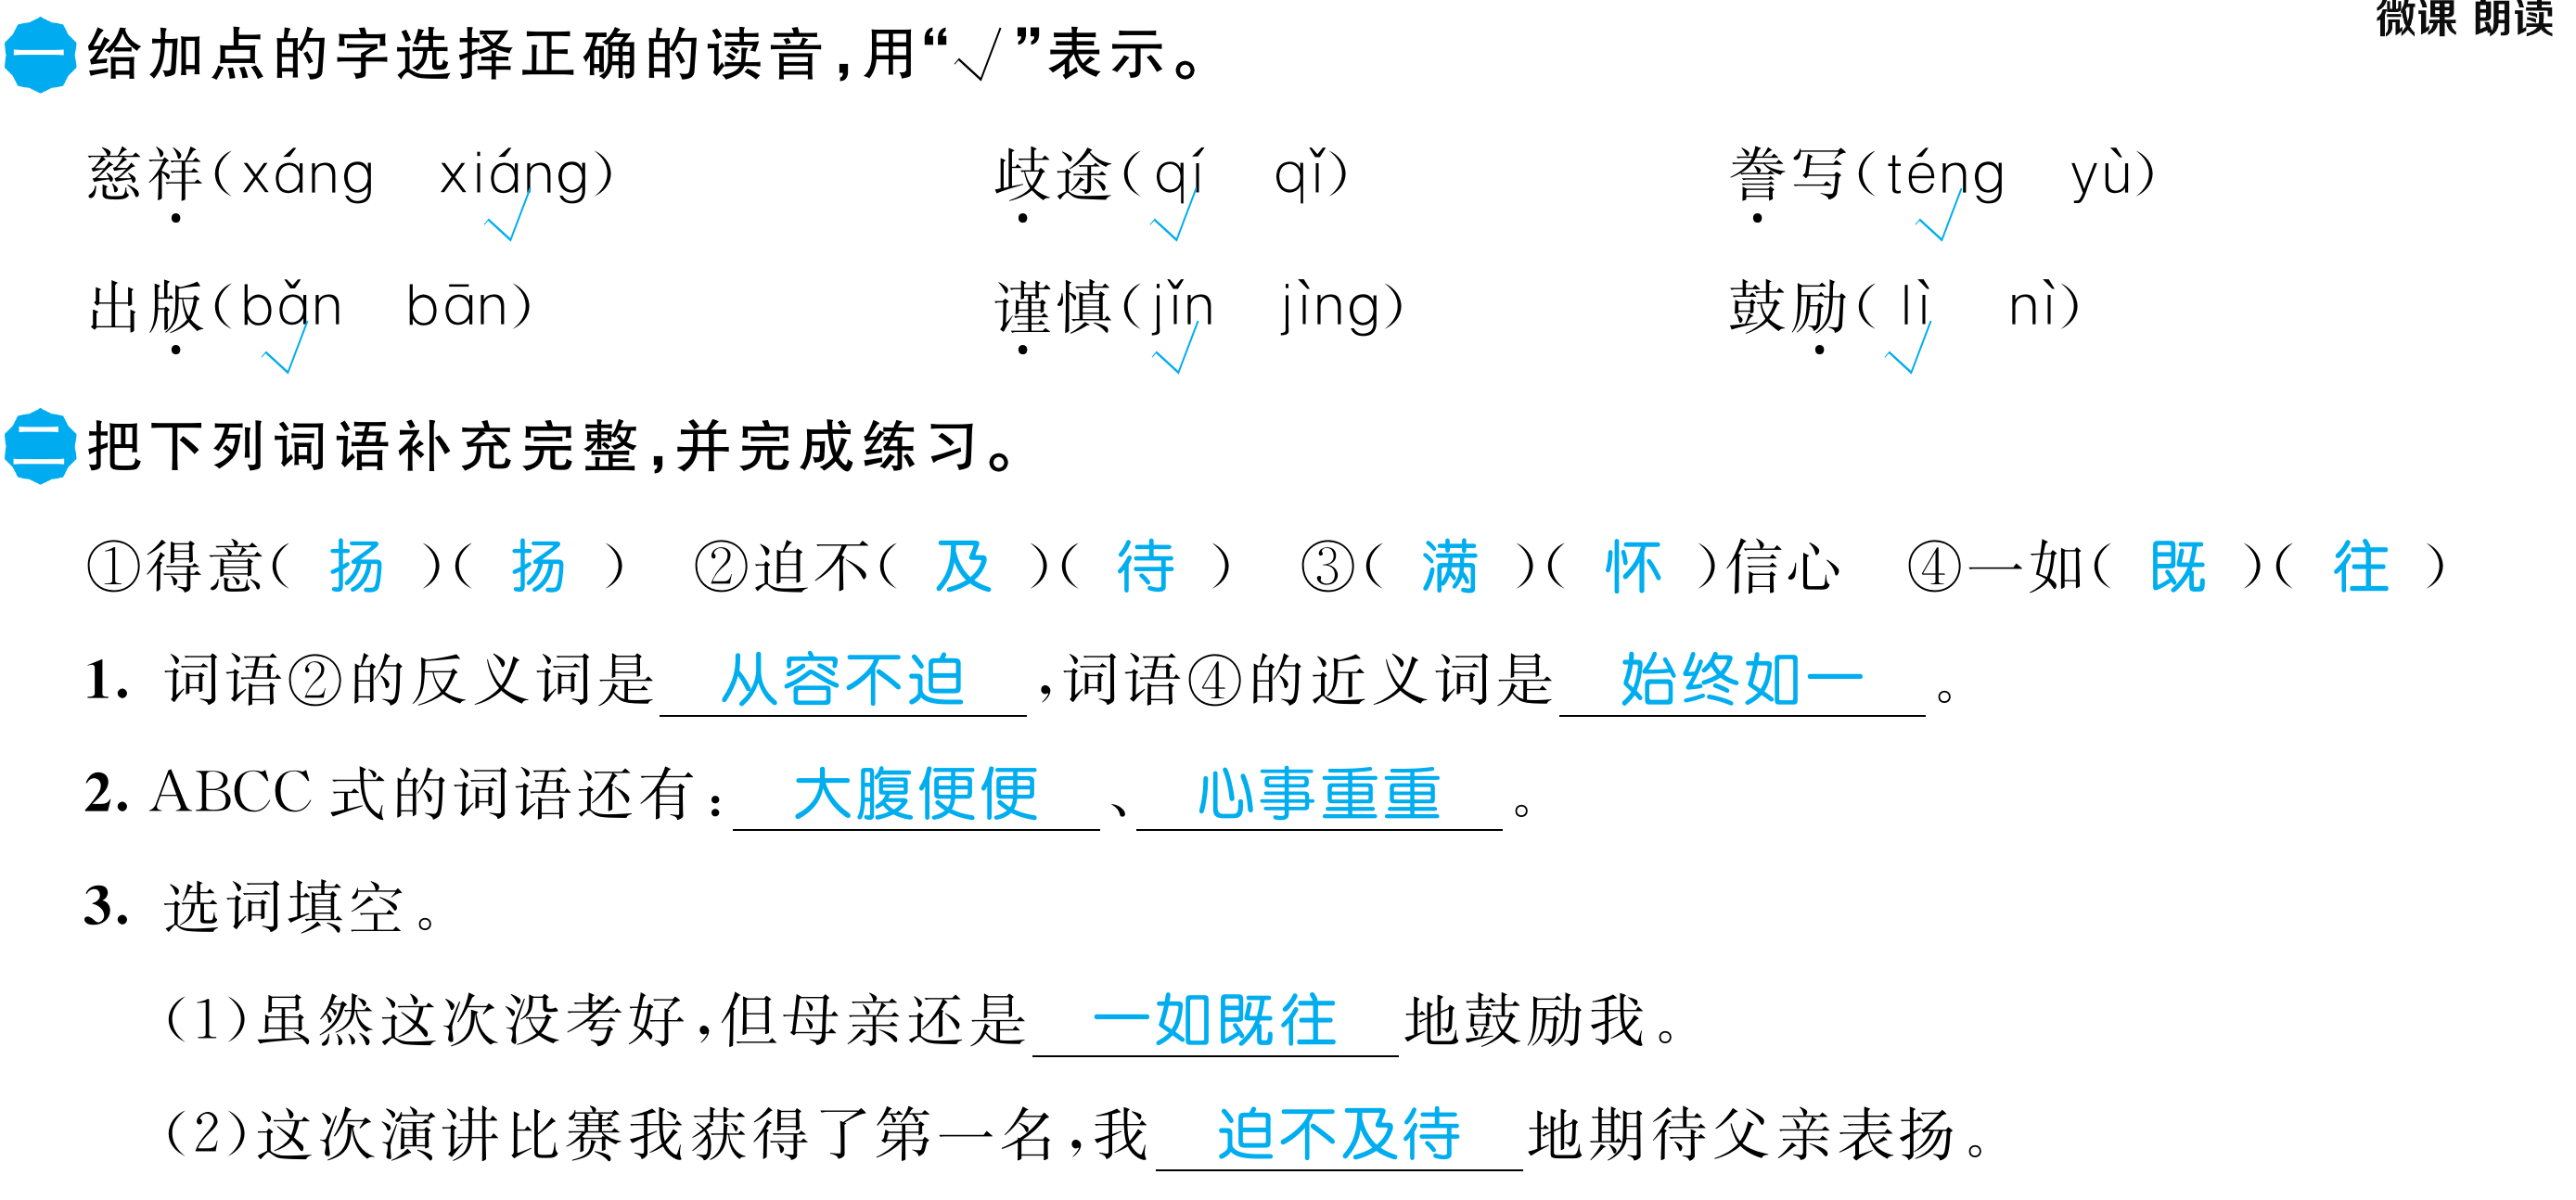 微课 朗读
一 给加点的字选择正确的读音,用“√”表示。
慈祥(xáng xiáng) 歧途(qí qǐ) 誊写(téng yù)
√ √ √
出版(bǎn bān) 谨慎(jǐn jìng) 鼓励(lì nì)
√ √ √
二 把下列词语补充完整,并完成练习。
①得意( 扬 )( 扬 ) ②迫不( 及 )( 待 ) ③( 满 )( 怀 )信心 ④一如( 既 )( 往 )
1. 词语②的反义词是 从容不迫 ,词语④的近义词是 始终如一 。
2. ABCC 式的词语还有: 大腹便便 、 心事重重 。
3. 选词填空。
(1)虽然这次没考好,但母亲还是 一如既往 地鼓励我。
(2)这次演讲比赛我获得了第一名,我 迫不及待 地期待父亲表扬。